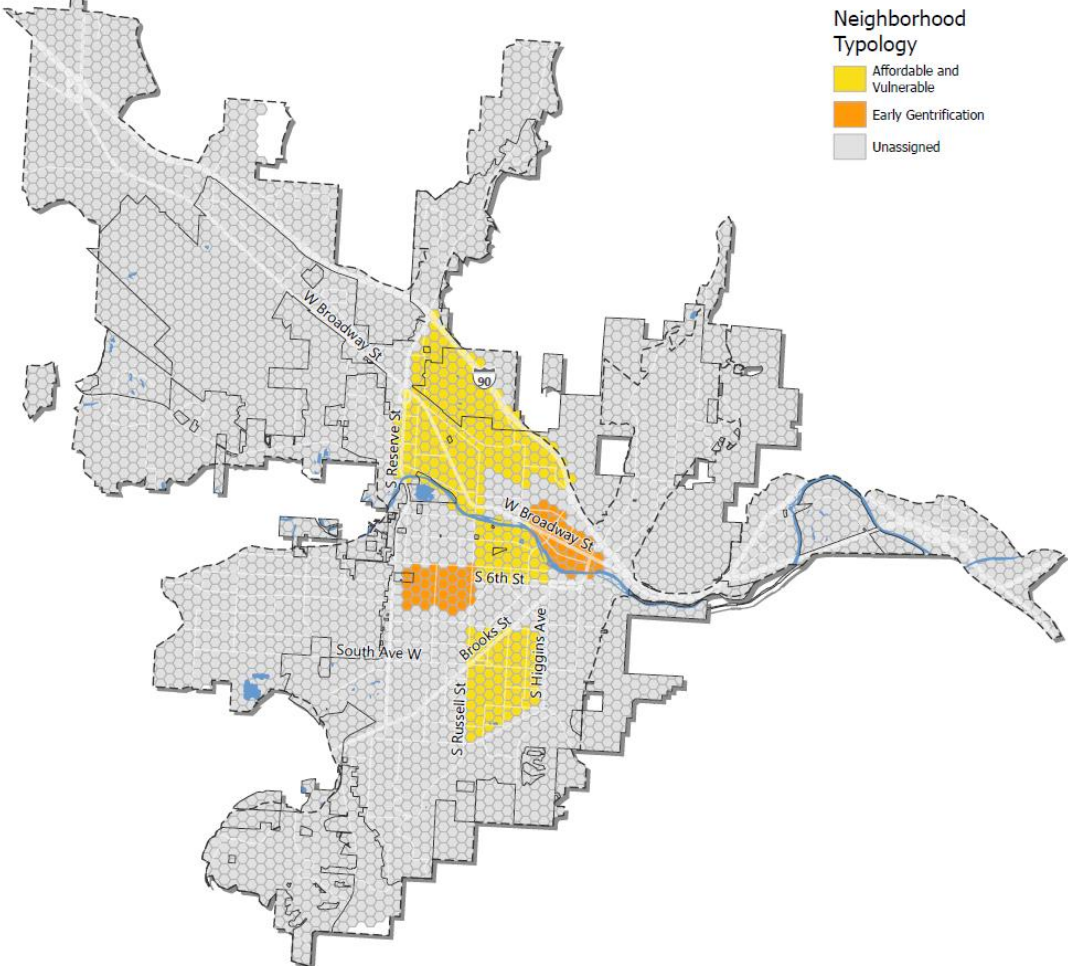 Neighborhood
Typology
Affordable and
Vulnerable
Early Gentrification
Unassigned
W Broadway St
90
S Reserve St
W Broadway St
S 6th St
Brooks St
South Ave W
S Higgins Ave
S Russell St